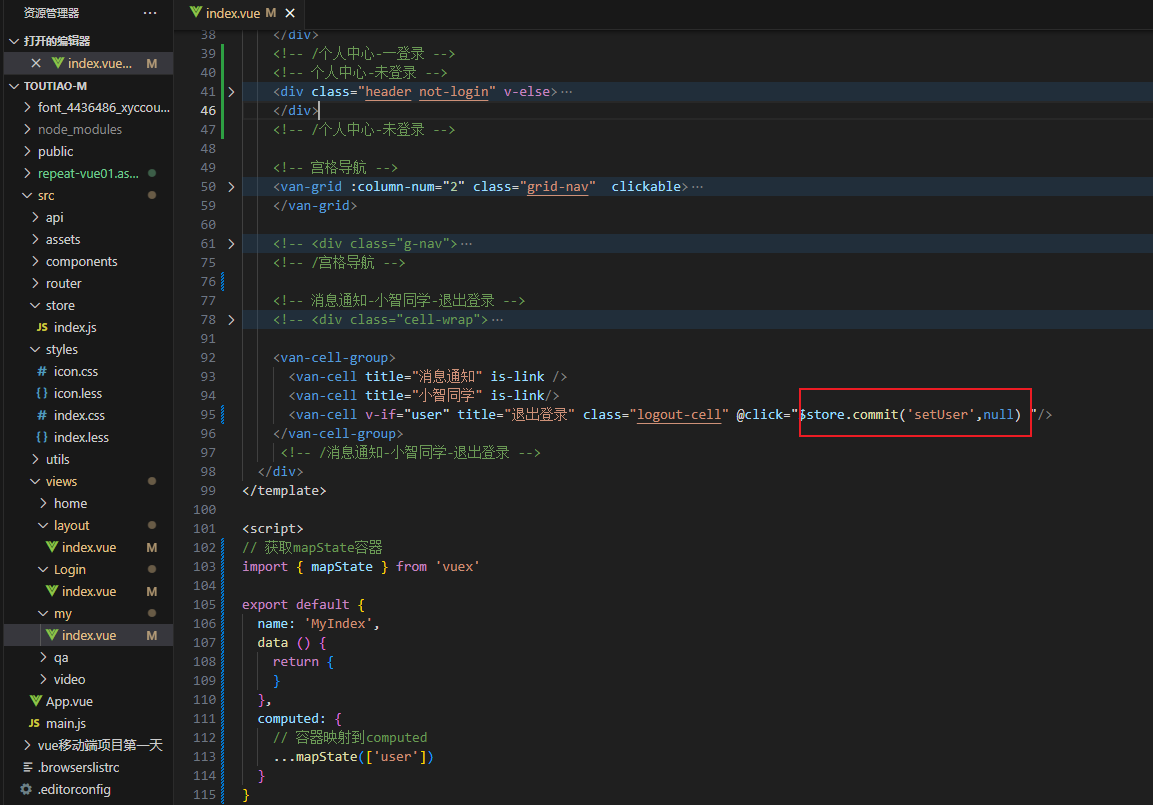 资源管理器 ···
打开的编辑器
index.vue... M
TOUTIAO-M
font_4436486_xyccou...
node_modules
public
repeat-vue01.as...
src
api
assets
components
router
store
JS index.js
styles
# icon.css
{} icon.less
# index.css
{} index.less
utils
views
home
layout
index.vue M
Login
index.vue M
my
index.vue M
qa
video
App.vue
JS main.js
vue移动端项目第一天
.browserslistrc
.editorconfig
index.vue M
38 </div>
39 <!-- /个人中心-一登录 -->
40 <!-- 个人中心-未登录 -->
41 <div class="header not-login" v-else>···
46 </div>
47 <!-- /个人中心-未登录 -->
48
49 <!-- 宫格导航 -->
50 <van-grid :column-num="2" class="grid-nav"  clickable>···
59 </van-grid>
60
61 <!-- <div class="g-nav">···
75 <!-- /宫格导航 -->
76
77 <!-- 消息通知-小智同学-退出登录 -->
78 <!-- <div class="cell-wrap">···
91
92 <van-cell-group>
93 <van-cell title="消息通知" is-link />
94 <van-cell title="小智同学" is-link/>
95 <van-cell v-if="user" title="退出登录" class="logout-cell" @click="$store.commit('setUser',null) "/>
96 </van-cell-group>
97 <!-- /消息通知-小智同学-退出登录 -->
98 </div>
99 </template>
100
101 <script>
102 // 获取mapState容器
103 import { mapState } from 'vuex'
104
105 export default {
106 name: 'MyIndex',
107 data () {
108 return {
109 }
110 },
111 computed: {
112 // 容器映射到computed
113 ...mapState(['user'])
114 }
115 }